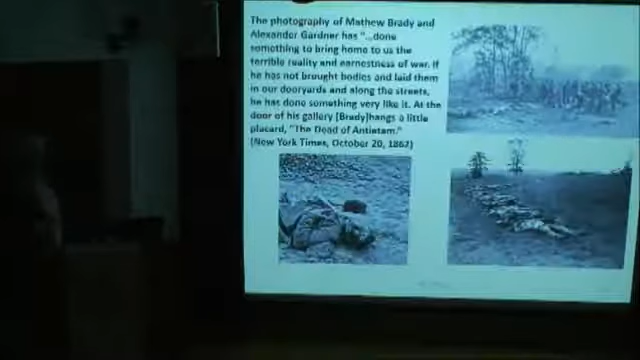 The photography of Mathew Brady and
Alexander Gardner has "...done
something to bring home to us the
terrible reality and earnestness of war. If
he has not brought bodies and laid them
in our dooryards and along the streets,
he has done something very like it. At the
door of his gallery [Brady]hangs a little
placard, "The Dead of Antietam."
(New York Times, October 20, 1862)